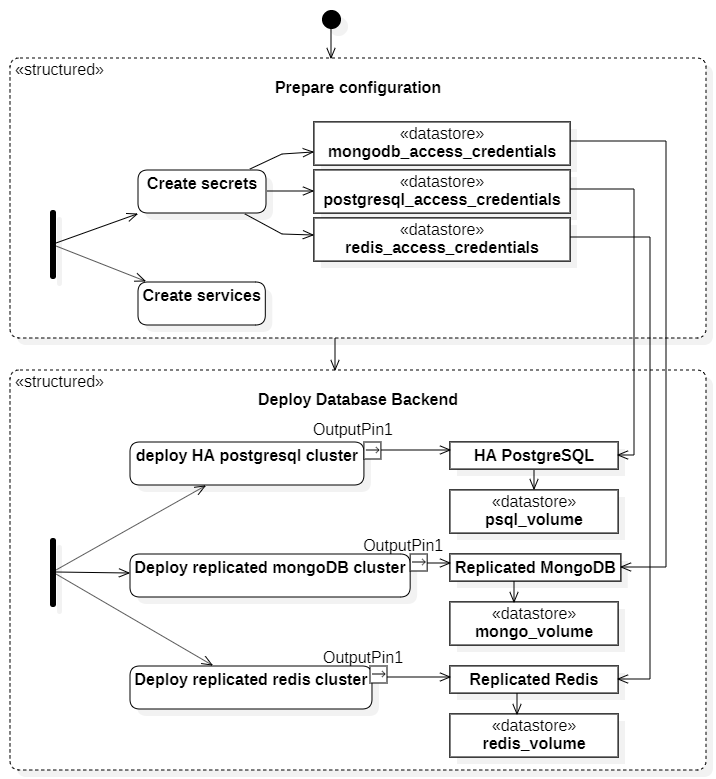 «structured»
Prepare configuration
«datastore»
mongodb_access_credentials
«datastore»
postgresql_access_credentials
«datastore»
redis_access_credentials
Create secrets
Create services
«structured»
Deploy Database Backend
OutputPin1
deploy HA postgresql cluster
HA PostgreSQL
«datastore»
psql_volume
OutputPin1
Deploy replicated mongoDB cluster
Replicated MongoDB
«datastore»
mongo_volume
OutputPin1
Deploy replicated redis cluster
Replicated Redis
«datastore»
redis_volume